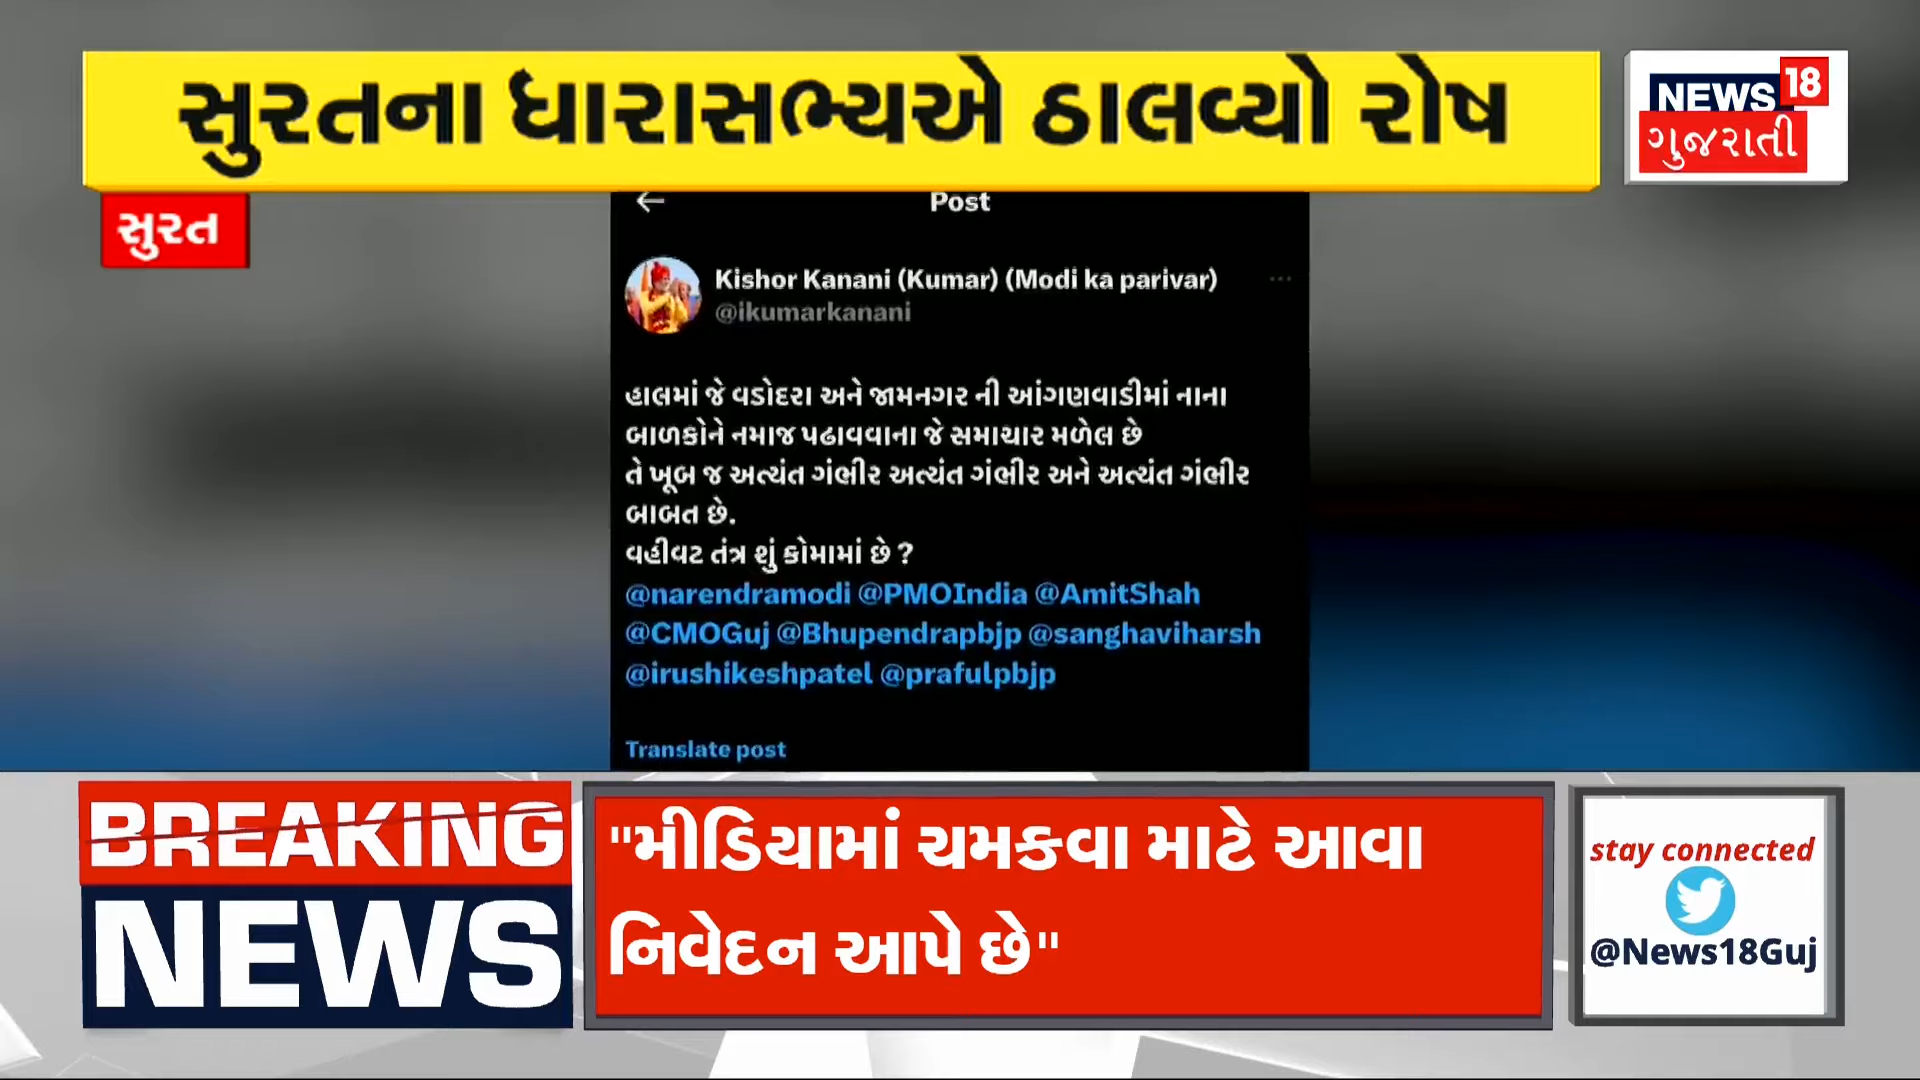 સુરતના ધારાસભ્યએ ઠાલવ્યો રોષ
NEWS 18
ગુજરાતી
સુરત
Post
Kishor Kanani (Kumar) (Modi ka parivar)
@ikumarkanani
હાલમાં જે વડોદરા અને જામનગર ની આંગણવાડીમાં નાના
બાળકોને નમાજ પઢાવવાના જે સમાચાર મળેલ છે
તે ખૂબ જ અત્યંત ગંભીર અત્યંત ગંભીર અને અત્યંત ગંભીર
બાબત છે.
વહીવટ તંત્ર શું કોમામાં છે ?
@narendramodi @PMOIndia @AmitShah
@CMOGuj @Bhupendrapbjp @sanghaviharsh
@irushikeshpatel @prafulpbjp
Translate post
BREAKING
NEWS
"મીડિયામાં ચમકવા માટે આવા
નિવેદન આપે છે"
stay connected
@News18Guj